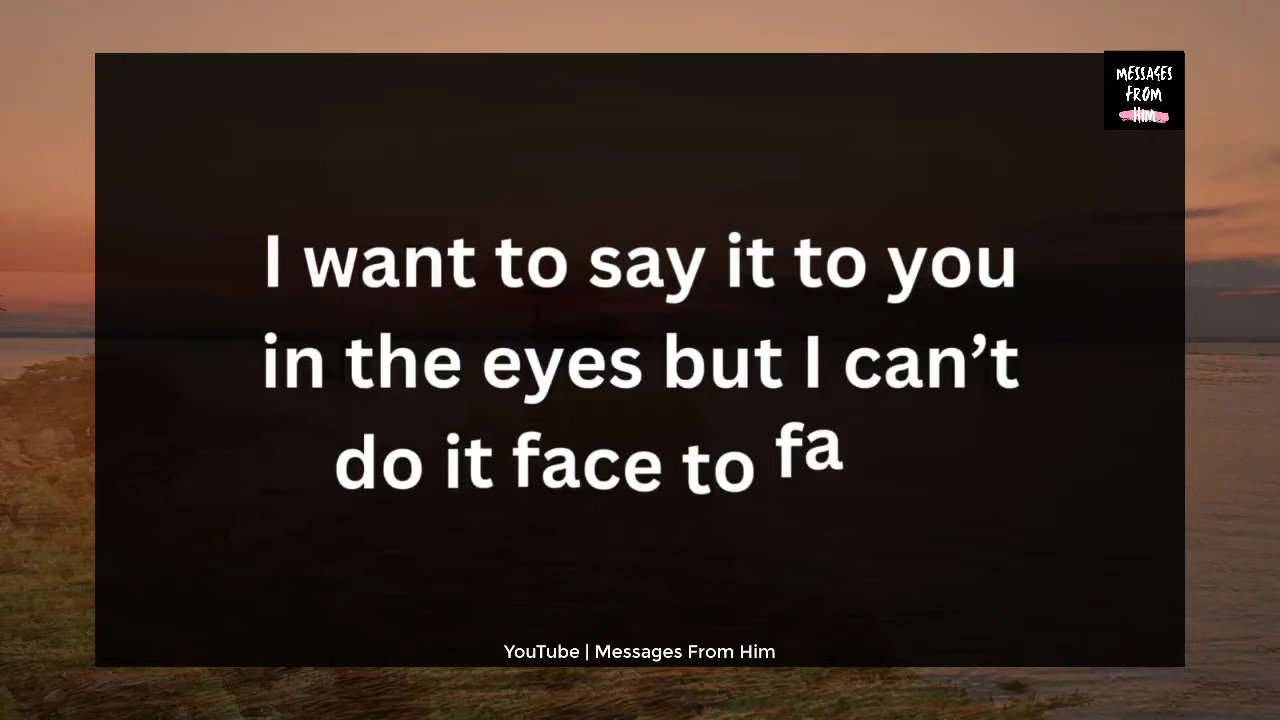 MESSAGES
FROM
HIM
I want to say it to you
in the eyes but I can’t
do it face to fa
YouTube | Messages From Him